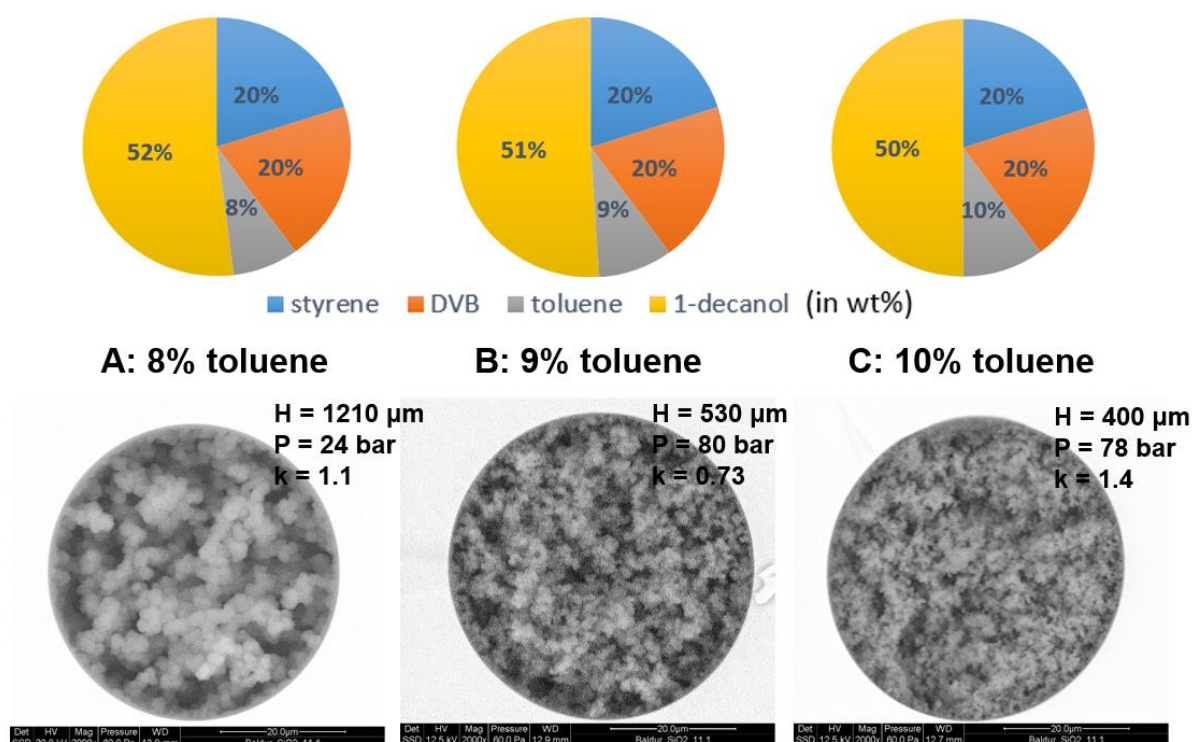 20% 20% 20%
52% 51% 50%
20% 20% 20%
8% 9% 10%
styrene DVB toluene 1-decanol (in wt%)
A: 8% toluene B: 9% toluene C: 10% toluene
H = 1210 µm H = 530 µm H = 400 µm
P = 24 bar P = 80 bar P = 78 bar
k = 1.1 k = 0.73 k = 1.4
Det HV Mag Pressure WD 20.0µm Det HV Mag Pressure WD 20.0µm Det HV Mag Pressure WD 20.0µm
SSD 12.5 kV 2000x 60.0 Pa 12.9 mm Baldur_SiO2_11.1 SSD 12.5 kV 2000x 60.0 Pa 12.7 mm Baldur_SiO2_11.1